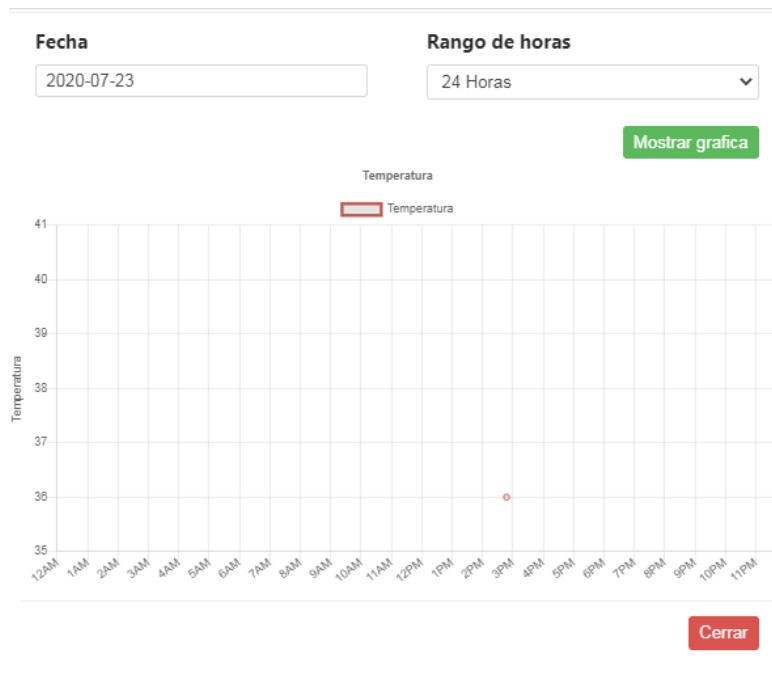 Fecha
Rango de horas
2020-07-23
24 Horas
Mostrar grafica
Temperatura
Temperatura
41
40
39
38
37
36
35
Temperatura
12AM 1AM 2AM 3AM 4AM 5AM 6AM 7AM 8AM 9AM 10AM 11AM 12PM 1PM 2PM 3PM 4PM 5PM 6PM 7PM 8PM 9PM 10PM 11PM
Cerrar